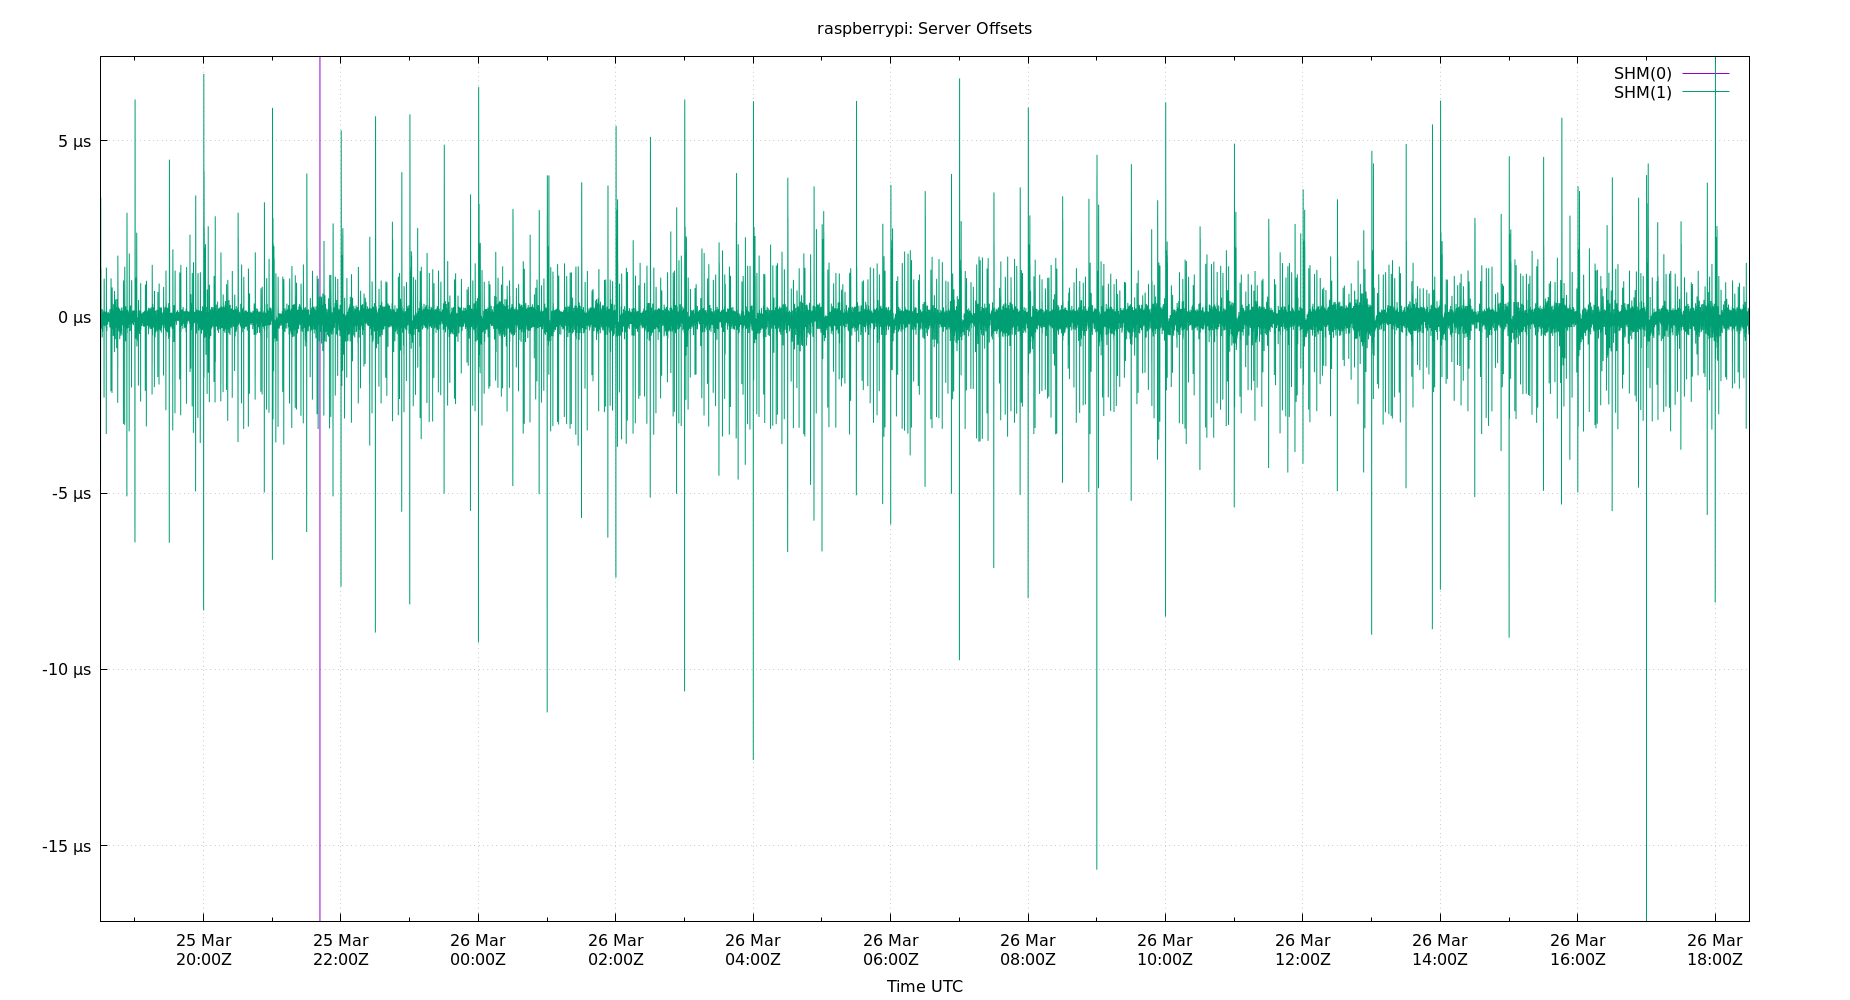 raspberrypi: Server Offsets
SHM(0)
SHM(1)
5 µs
0 µs
-5 µs
-10 µs
-15 µs
25 Mar 25 Mar 26 Mar 26 Mar 26 Mar 26 Mar 26 Mar 26 Mar 26 Mar 26 Mar 26 Mar 26 Mar
20:00Z 22:00Z 00:00Z 02:00Z 04:00Z 06:00Z 08:00Z 10:00Z 12:00Z 14:00Z 16:00Z 18:00Z
Time UTC